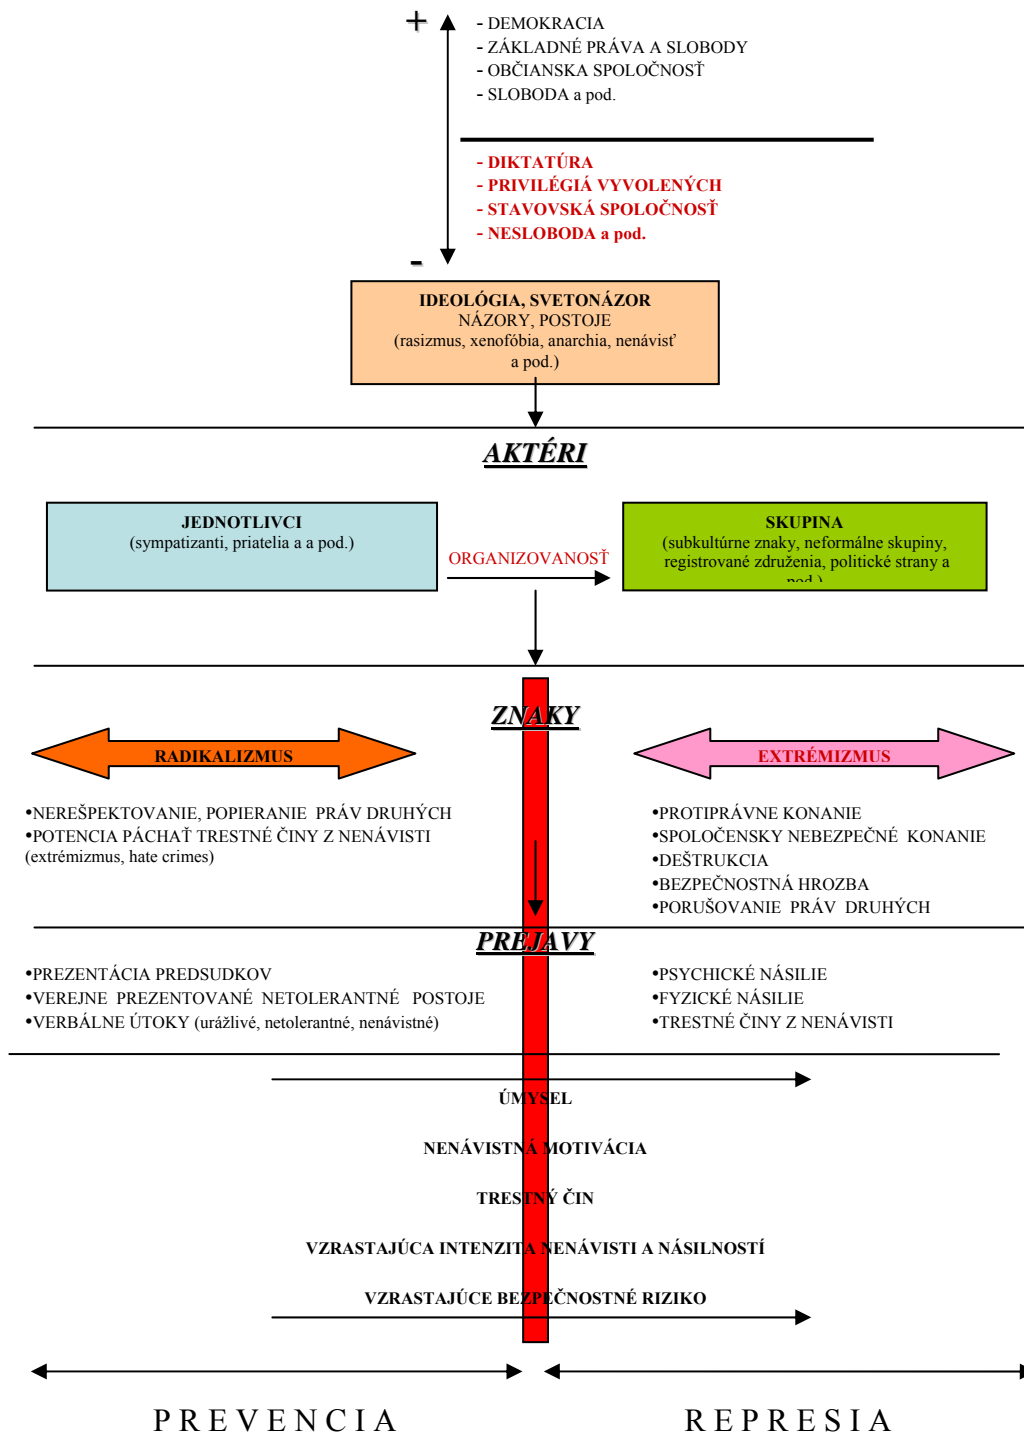 +
- DEMOKRACIA
- ZÁKLADNÉ PRÁVA A SLOBODY
- OBČIANSKA SPOLOČNOSŤ
- SLOBODA a pod.
- DIKTATÚRA
- PRIVILÉGIÁ VYVOLENÝCH
- STAVOVSKÁ SPOLOČNOSŤ
- NESLOBODA a pod.
-
IDEOLÓGIA, SVETONÁZOR
NÁZORY, POSTOJE
(rasizmus, xenofóbia, anarchia, nenávisť
a pod.)
AKTÉRI
JEDNOTLIVCI
(sympatizanti, priatelia a a pod.)
ORGANIZOVANOSŤ
SKUPINA
(subkultúrne znaky, neformálne skupiny,
registrované združenia, politické strany a
pod.)
ZNAKY
RADIKALIZMUS
•NEREŠPEKTOVANIE, POPIERANIE PRÁV DRUHÝCH
•POTENCIA PÁCHAŤ TRESTNÉ ČINY Z NENÁVISTI
(extrémizmus, hate crimes)
EXTRÉMIZMUS
•PROTIPRÁVNE KONANIE
•SPOLOČENSKY NEBEZPEČNÉ KONANIE
•DEŠTRUKCIA
•BEZPEČNOSTNÁ HROZBA
•PORUŠOVANIE PRÁV DRUHÝCH
PREJAVY
•PREZENTÁCIA PREDSUDKOV
•VEREJNE PREZENTOVANÉ NETOLERANTNÉ POSTOJE
•VERBÁLNE ÚTOKY (urážlivé, netolerantné, nenávistné)
•PSYCHICKÉ NÁSILIE
•FYZICKÉ NÁSILIE
•TRESTNÉ ČINY Z NENÁVISTI
ÚMYSEL
NENÁVISTNÁ MOTIVÁCIA
TRESTNÝ ČIN
VZRASTAJÚCA INTENZITA NENÁVISTI A NÁSILNOSTÍ
VZRASTAJÚCE BEZPEČNOSTNÉ RIZIKO
PREVENCIA
REPRESIA